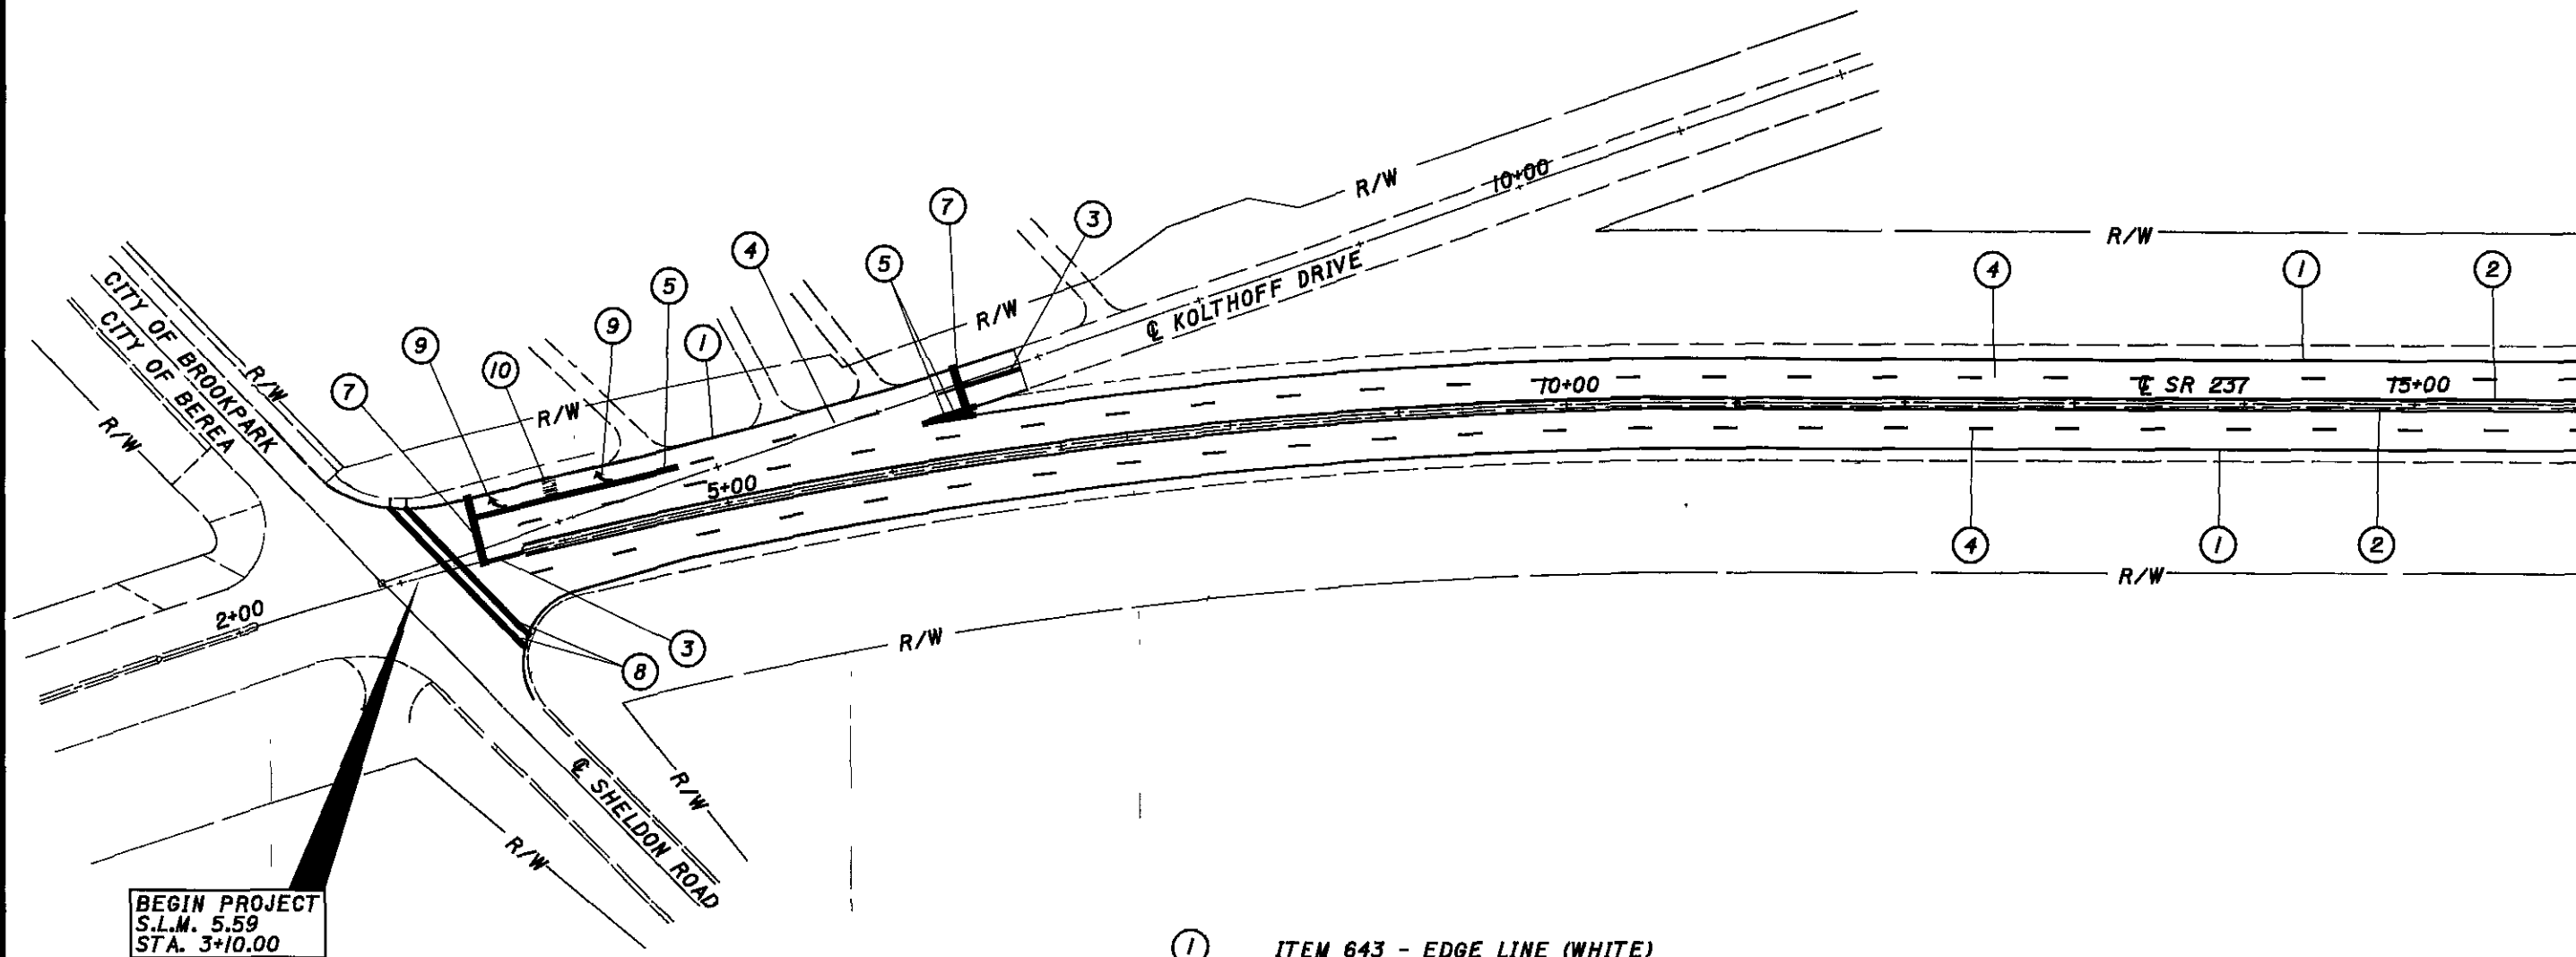 R/W
10+00
7
3
4
5
R/W
R/W
4
1
2
5
R/W
℄ KOLTHOFF DRIVE
9
1
9
10
7
CITY OF BROOKPARK
CITY OF BEREA
R/W
R/W
R/W
10+00
℄ SR 237
15+00
5+00
4
1
2
R/W
2+00
3
8
R/W
℄ SHELDON ROAD
R/W
R/W
BEGIN PROJECT
S.L.M. 5.59
STA. 3+10.00
1 ITEM 643 - EDGE LINE (WHITE)